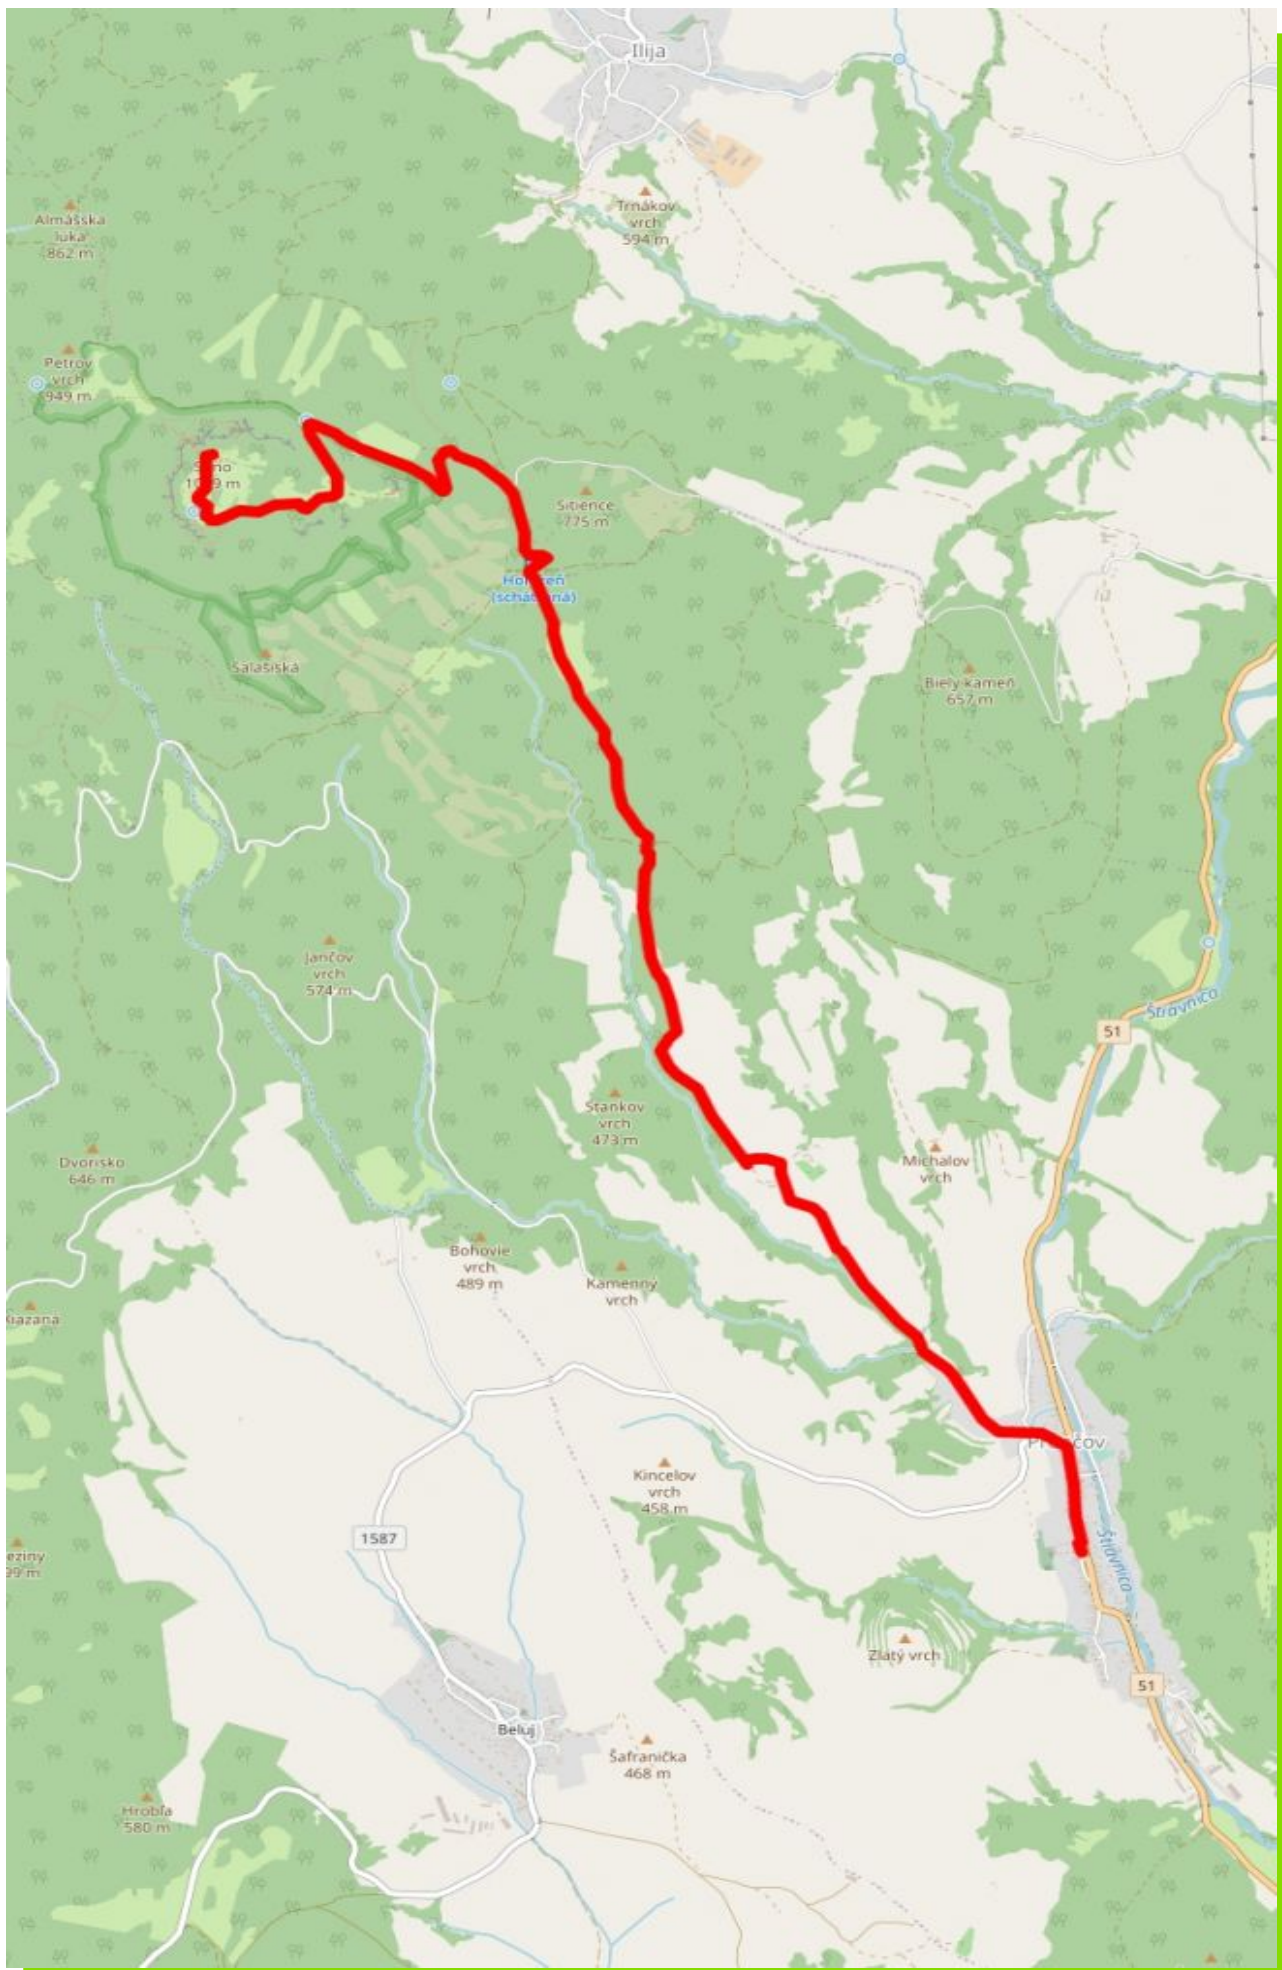 Ilija
Trnákov
vrch
594 m
Almášska
lúka
862 m
Petrov
vrch
949 m
Sitience
775 m
Salašiská
Biely kameň
657 m
Jančov
vrch
574 m
Štiavnica
51
Stankov
vrch
473 m
Dvorisko
646 m
Michalov
vrch
Bohovie
vrch
489 m
Kamenný
vrch
Kincelov
vrch
458 m
1587
Štiavnica
Zlatý vrch
51
Beluj
Šafranička
468 m
Hrobľa
580 m